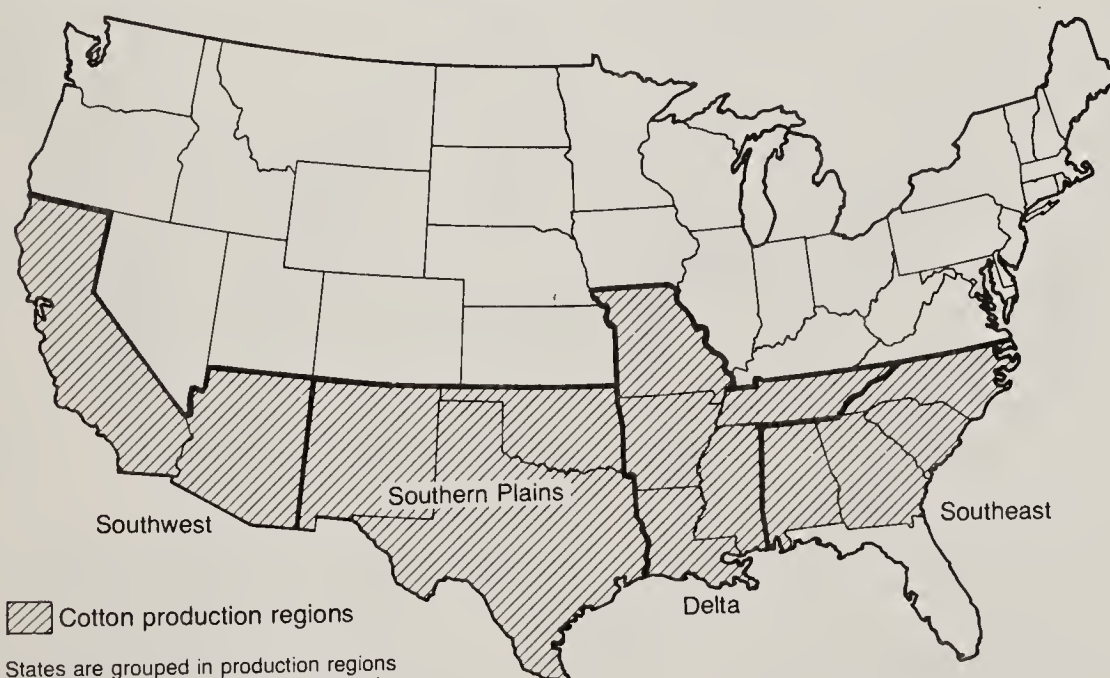 Southern Plains
Southwest
Southeast
Delta
Cotton production regions
States are grouped in production regions